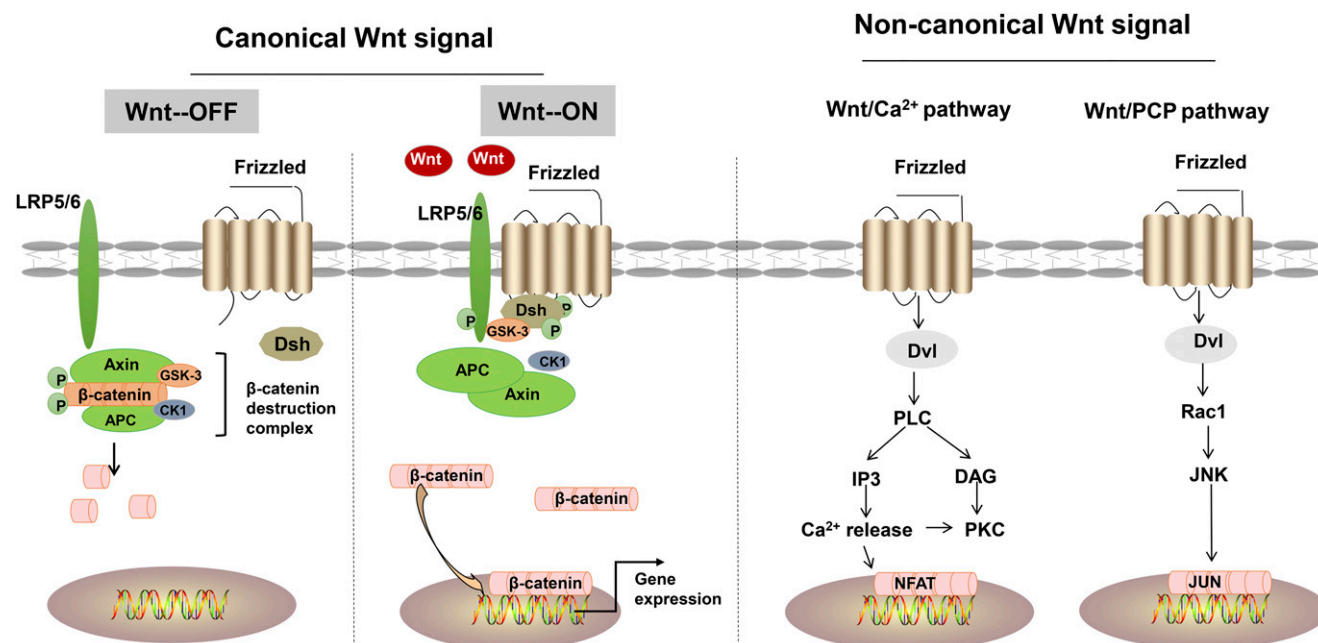 Canonical Wnt signal
Non-canonical Wnt signal
Wnt--OFF
Wnt--ON
Wnt/Ca²⁺ pathway
Wnt/PCP pathway
LRP5/6
Frizzled
Dsh
Axin
GSK-3
P
β-catenin
P
CK1
APC
β-catenin
destruction
complex
Wnt
Wnt
Frizzled
LRP5/6
Dsh
P
P
GSK-3
P
APC
CK1
Axin
β-catenin
β-catenin
β-catenin
Gene
expression
Frizzled
Dvl
PLC
IP3
DAG
Ca²⁺ release
PKC
NFAT
Frizzled
Dvl
Rac1
JNK
JUN